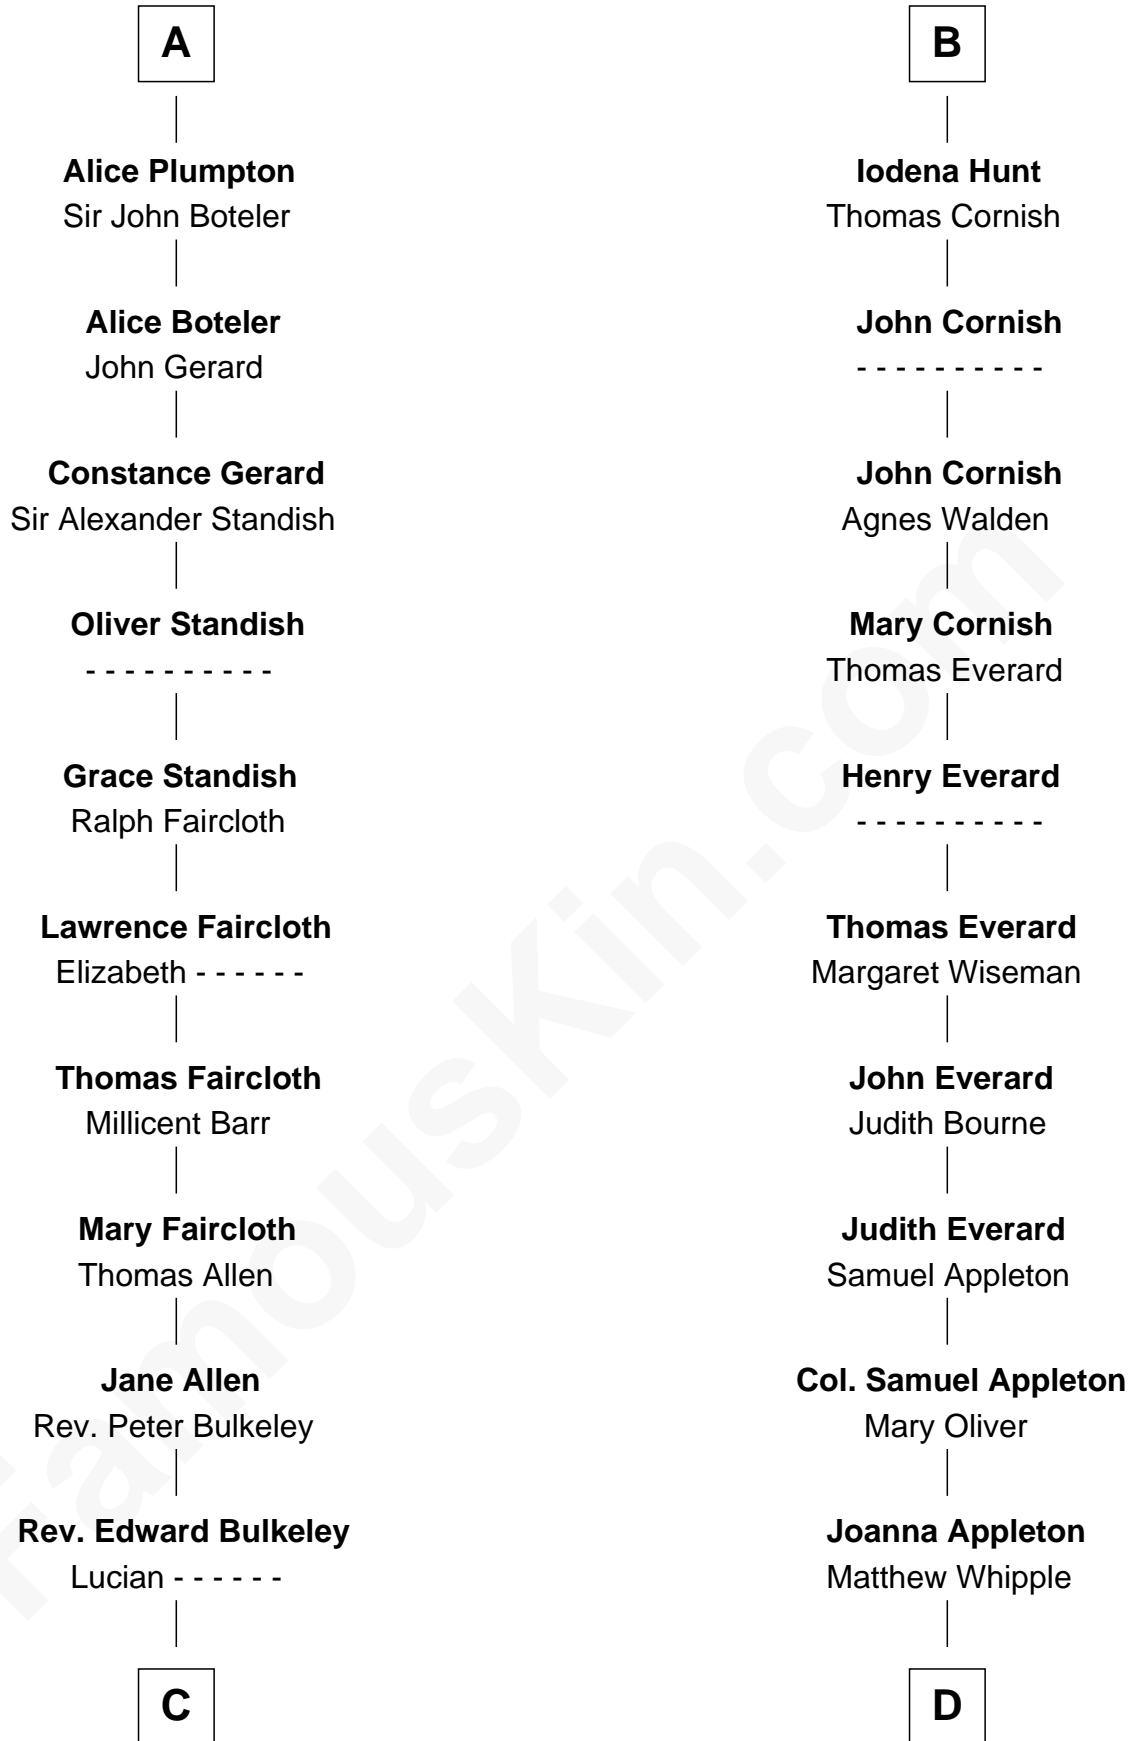 A
Alice Plumpton
Sir John Boteler
Alice Boteler
John Gerard
Constance Gerard
Sir Alexander Standish
Oliver Standish
- - - - - - - - - -
Grace Standish
Ralph Faircloth
Lawrence Faircloth
Elizabeth - - - - - -
Thomas Faircloth
Millicent Barr
Mary Faircloth
Thomas Allen
Jane Allen
Rev. Peter Bulkeley
Rev. Edward Bulkeley
Lucian - - - - - -
C
B
Iodena Hunt
Thomas Cornish
John Cornish
- - - - - - - - - -
John Cornish
Agnes Walden
Mary Cornish
Thomas Everard
Henry Everard
- - - - - - - - - -
Thomas Everard
Margaret Wiseman
John Everard
Judith Bourne
Judith Everard
Samuel Appleton
Col. Samuel Appleton
Mary Oliver
Joanna Appleton
Matthew Whipple
D
FamousKin.com